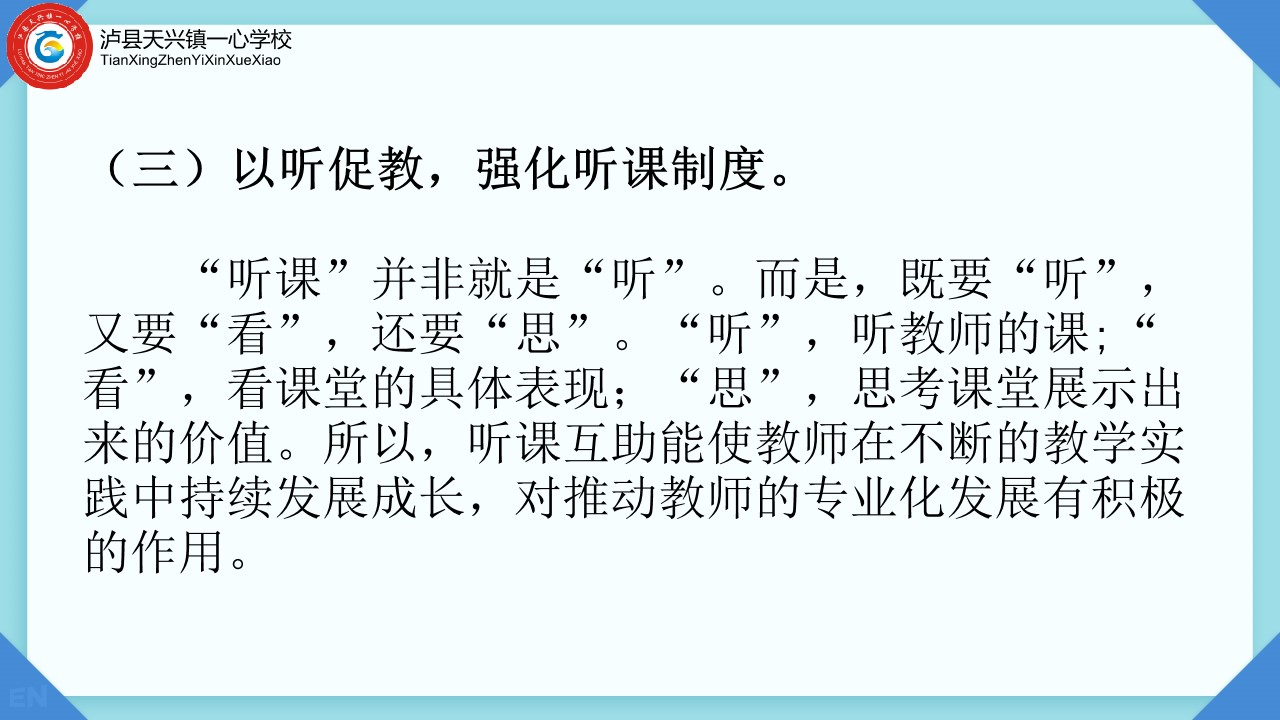 泸县天兴镇一心学校
TianXingZhenYiXinXueXiao
（三）以听促教，强化听课制度。
“听课”并非就是“听”。而是，既要“听”，
又要“看”，还要“思”。“听”，听教师的课;“
看”，看课堂的具体表现；“思”，思考课堂展示出
来的价值。所以，听课互助能使教师在不断的教学实
践中持续发展成长，对推动教师的专业化发展有积极
的作用。
EN